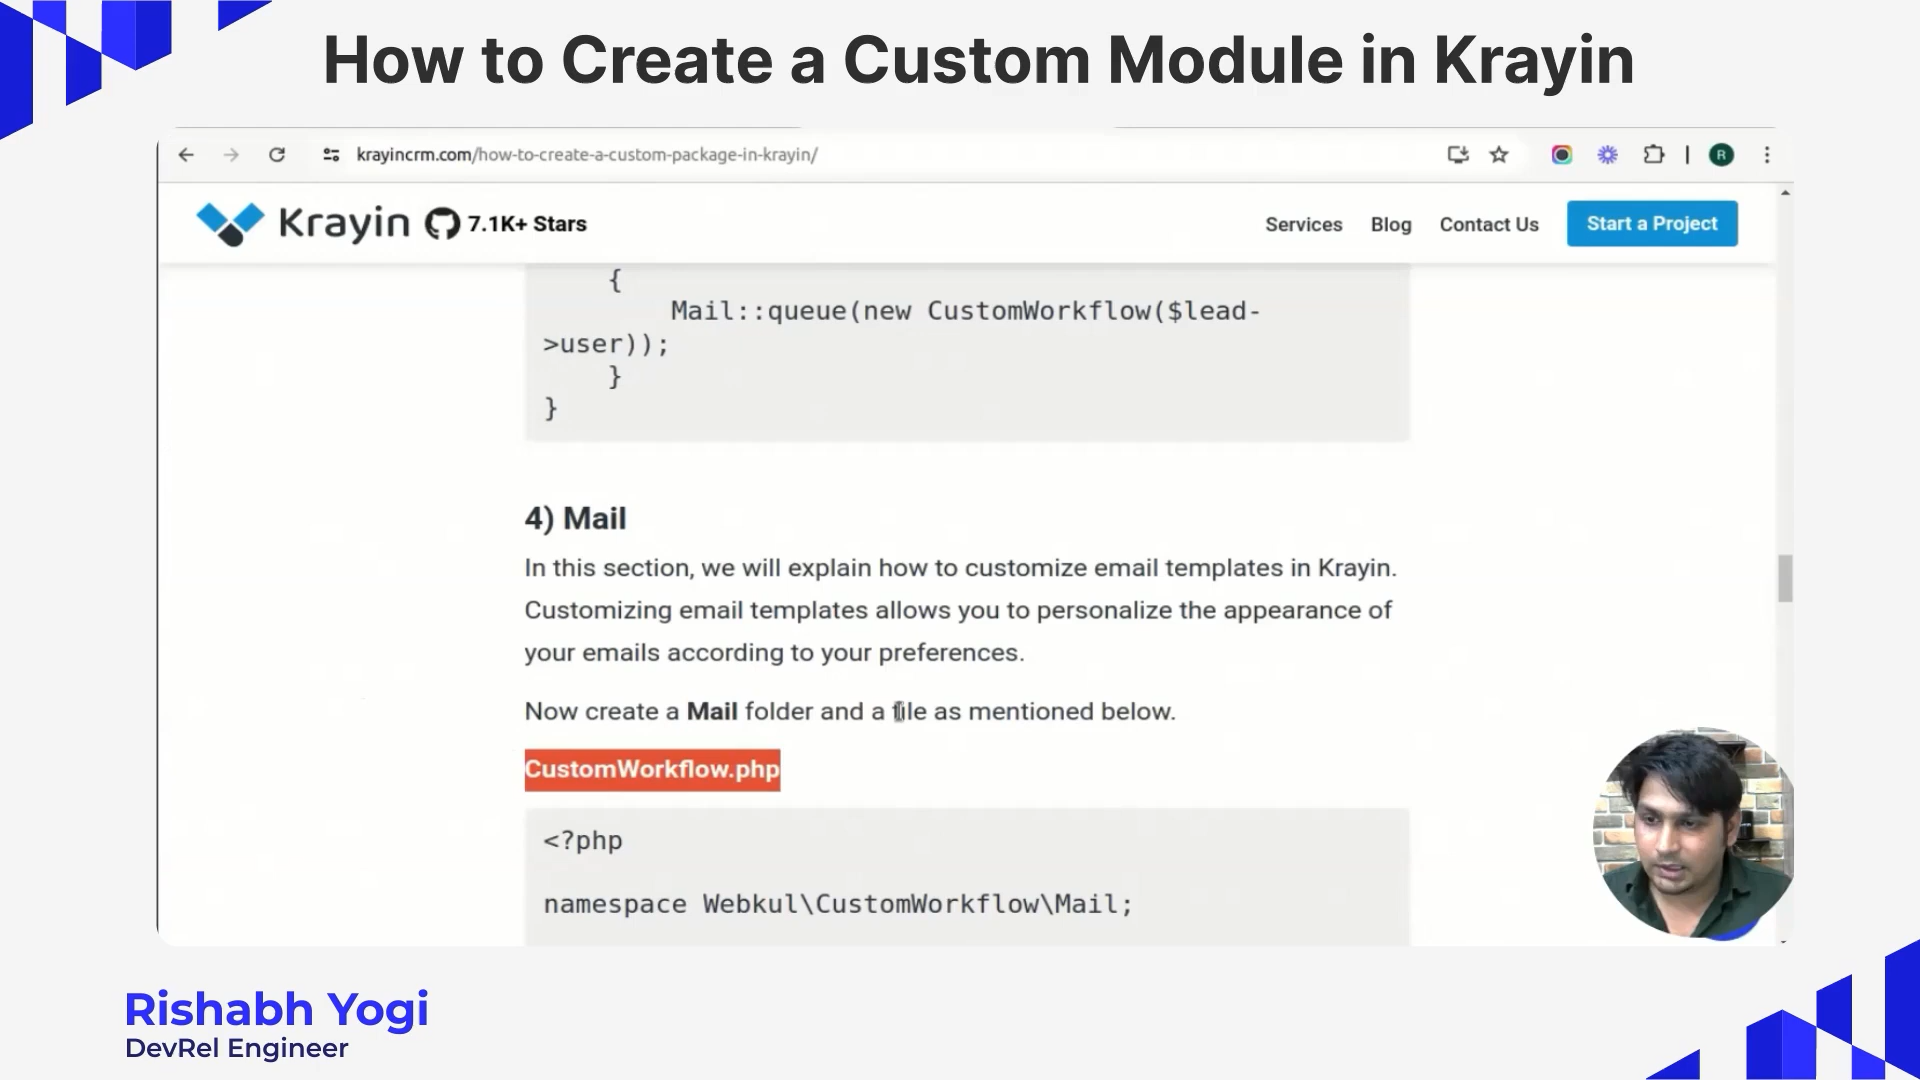 How to Create a Custom Module in Krayin
krayincrm.com/how-to-create-a-custom-package-in-krayin/
R
Krayin 7.1K+ Stars
Services Blog Contact Us Start a Project
{
Mail::queue(new CustomWorkflow($lead-
>user));
}
}
4) Mail
In this section, we will explain how to customize email templates in Krayin.
Customizing email templates allows you to personalize the appearance of
your emails according to your preferences.
Now create a Mail folder and a file as mentioned below.
CustomWorkflow.php
<?php
namespace Webkul\CustomWorkflow\Mail;
Rishabh Yogi
DevRel Engineer